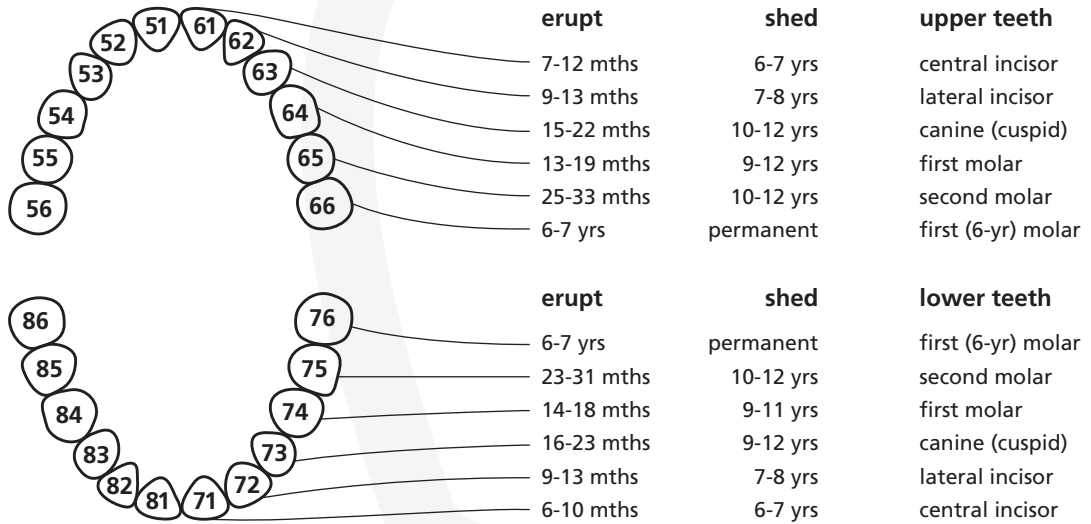 51 61
52 62
53 63
54 64
55 65
56 66
erupt shed upper teeth
7-12 mths 6-7 yrs central incisor
9-13 mths 7-8 yrs lateral incisor
15-22 mths 10-12 yrs canine (cuspid)
13-19 mths 9-12 yrs first molar
25-33 mths 10-12 yrs second molar
6-7 yrs permanent first (6-yr) molar
86 76
85 75
84 74
83 73
82 72
81 71
erupt shed lower teeth
6-7 yrs permanent first (6-yr) molar
23-31 mths 10-12 yrs second molar
14-18 mths 9-11 yrs first molar
16-23 mths 9-12 yrs canine (cuspid)
9-13 mths 7-8 yrs lateral incisor
6-10 mths 6-7 yrs central incisor